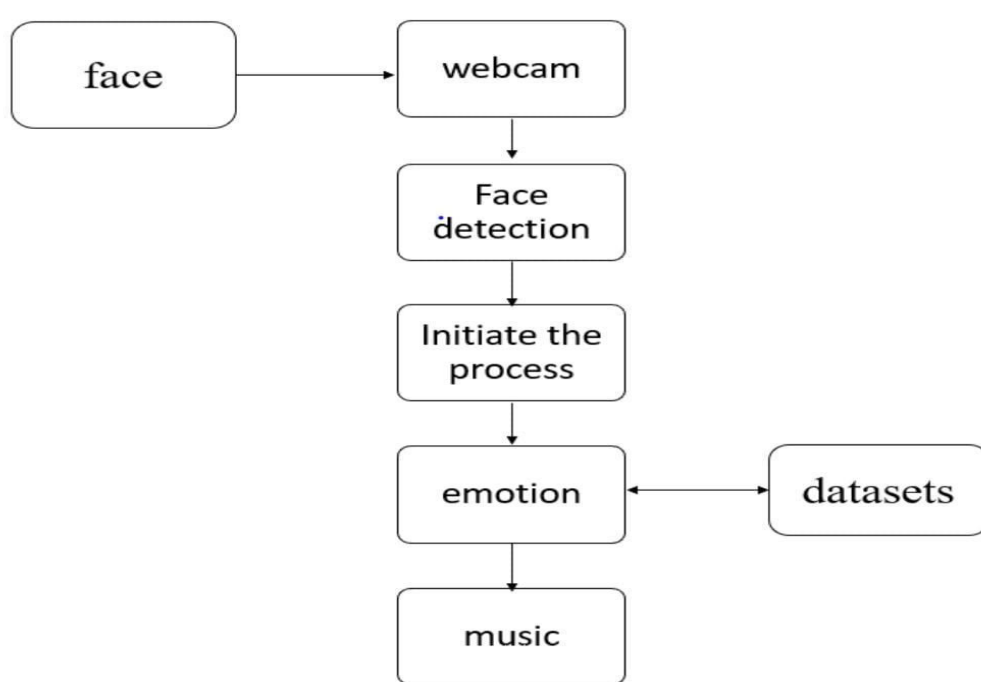 face
webcam
Face
detection
Initiate the
process
emotion
datasets
music